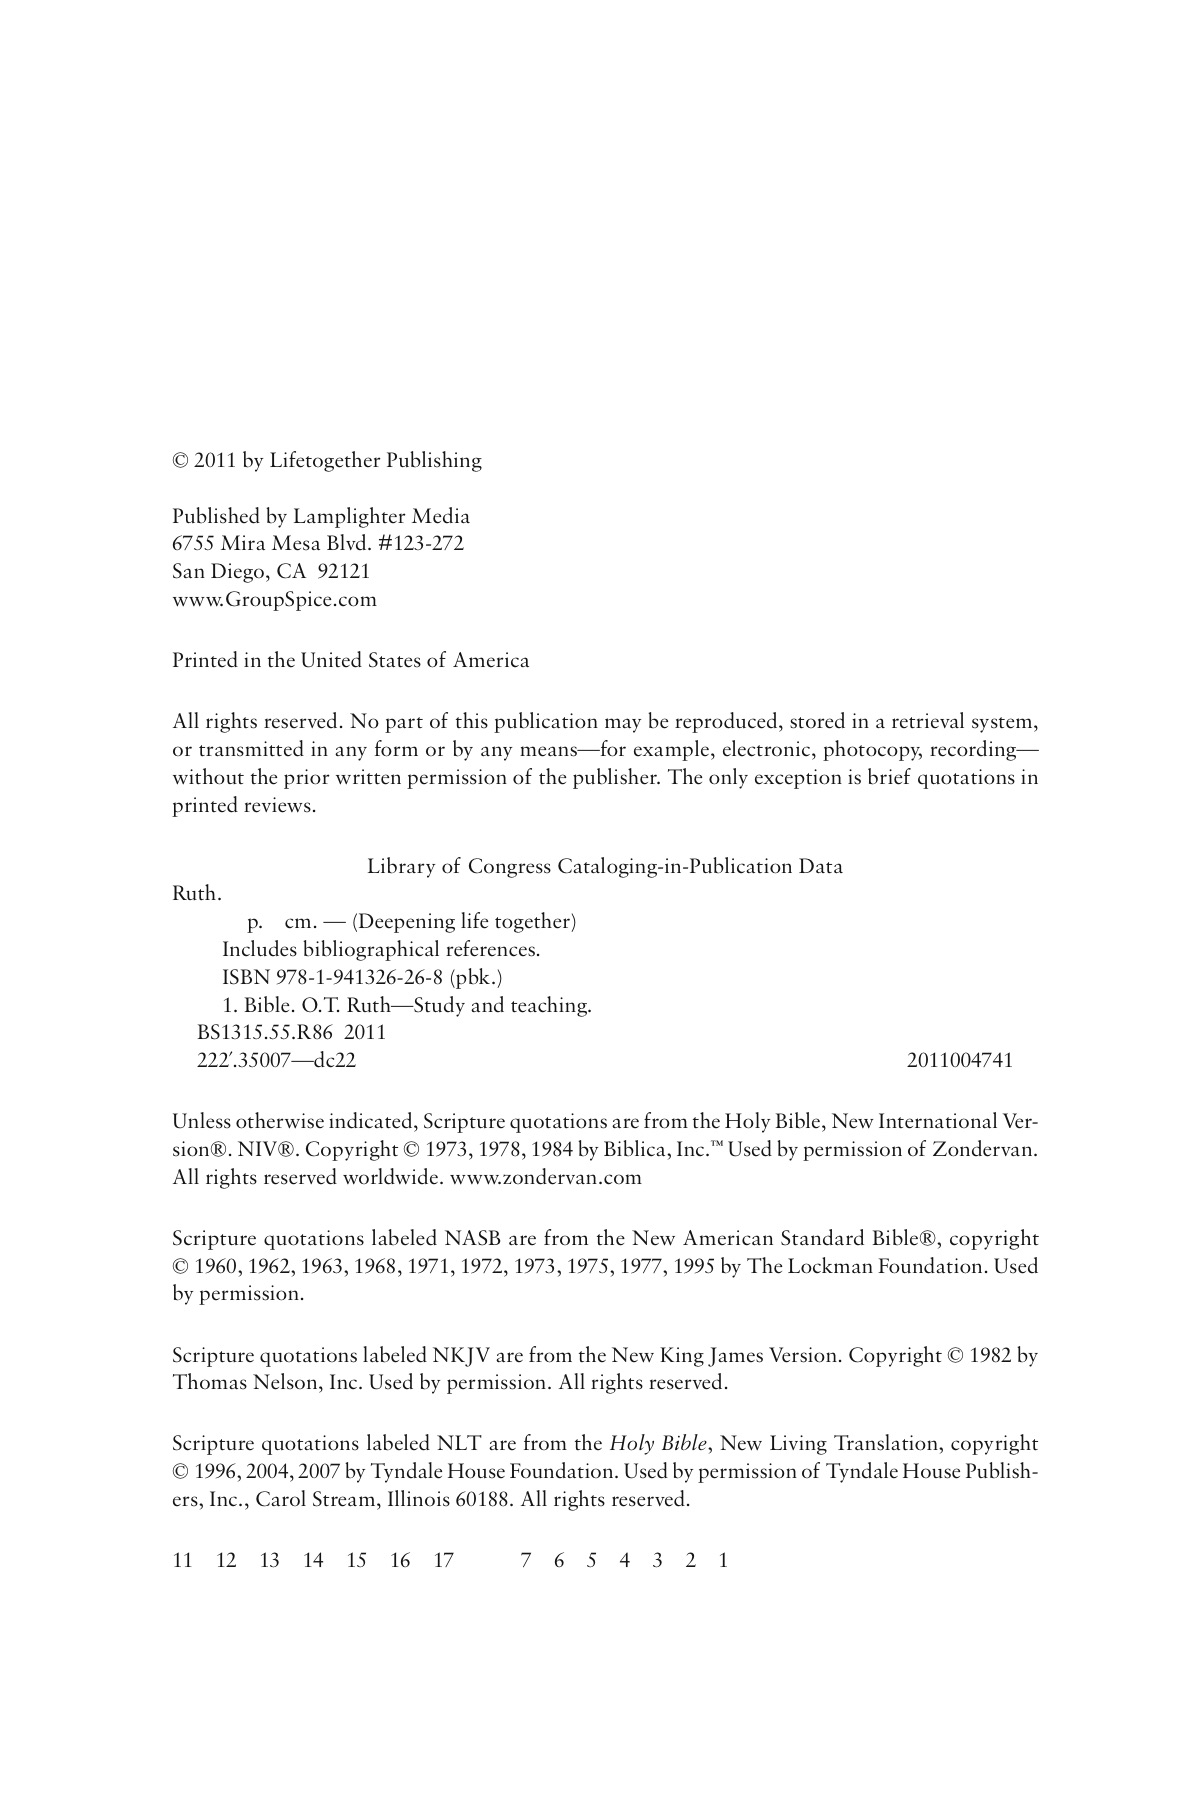 © 2011 by Lifetogether Publishing
Published by Lamplighter Media
6755 Mira Mesa Blvd. #123-272
San Diego, CA  92121
www.GroupSpice.com
Printed in the United States of America
All rights reserved. No part of this publication may be reproduced, stored in a retrieval system,
or transmitted in any form or by any means—for example, electronic, photocopy, recording—
without the prior written permission of the publisher. The only exception is brief quotations in
printed reviews.
Library of Congress Cataloging-in-Publication Data
Ruth.
p.    cm. — (Deepening life together)
Includes bibliographical references.
ISBN 978-1-941326-26-8 (pbk.)
1. Bible. O.T. Ruth—Study and teaching.
BS1315.55.R86  2011
222′.35007—dc22 2011004741
Unless otherwise indicated, Scripture quotations are from the Holy Bible, New International Ver-
sion®. NIV®. Copyright © 1973, 1978, 1984 by Biblica, Inc.™ Used by permission of Zondervan.
All rights reserved worldwide. www.zondervan.com
Scripture quotations labeled NASB are from the New American Standard Bible®, copyright
© 1960, 1962, 1963, 1968, 1971, 1972, 1973, 1975, 1977, 1995 by The Lockman Foundation. Used
by permission.
Scripture quotations labeled NKJV are from the New King James Version. Copyright © 1982 by
Thomas Nelson, Inc. Used by permission. All rights reserved.
Scripture quotations labeled NLT are from the Holy Bible, New Living Translation, copyright
© 1996, 2004, 2007 by Tyndale House Foundation. Used by permission of Tyndale House Publish-
ers, Inc., Carol Stream, Illinois 60188. All rights reserved.
11 12 13 14 15 16 17 7 6 5 4 3 2 1